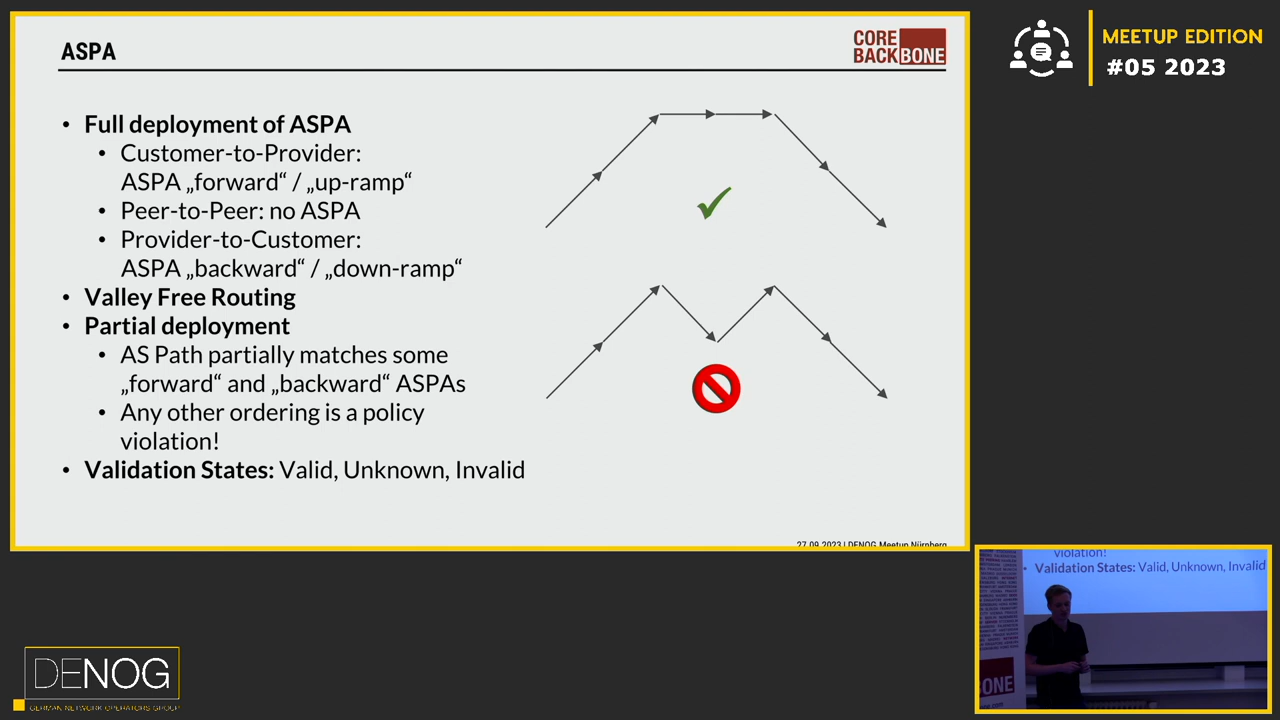 ASPA
CORE
BACKBONE
MEETUP EDITION
#05 2023
• Full deployment of ASPA
• Customer-to-Provider:
ASPA „forward“ / „up-ramp“
• Peer-to-Peer: no ASPA
• Provider-to-Customer:
ASPA „backward“ / „down-ramp“
• Valley Free Routing
• Partial deployment
• AS Path partially matches some
„forward“ and „backward“ ASPAs
• Any other ordering is a policy
violation!
• Validation States: Valid, Unknown, Invalid
27.09.2023 | DENOG Meetup Nürnberg
violation!
• Validation States: Valid, Unknown, Invalid
BONE
DENOG
GERMAN NETWORK OPERATORS GROUP